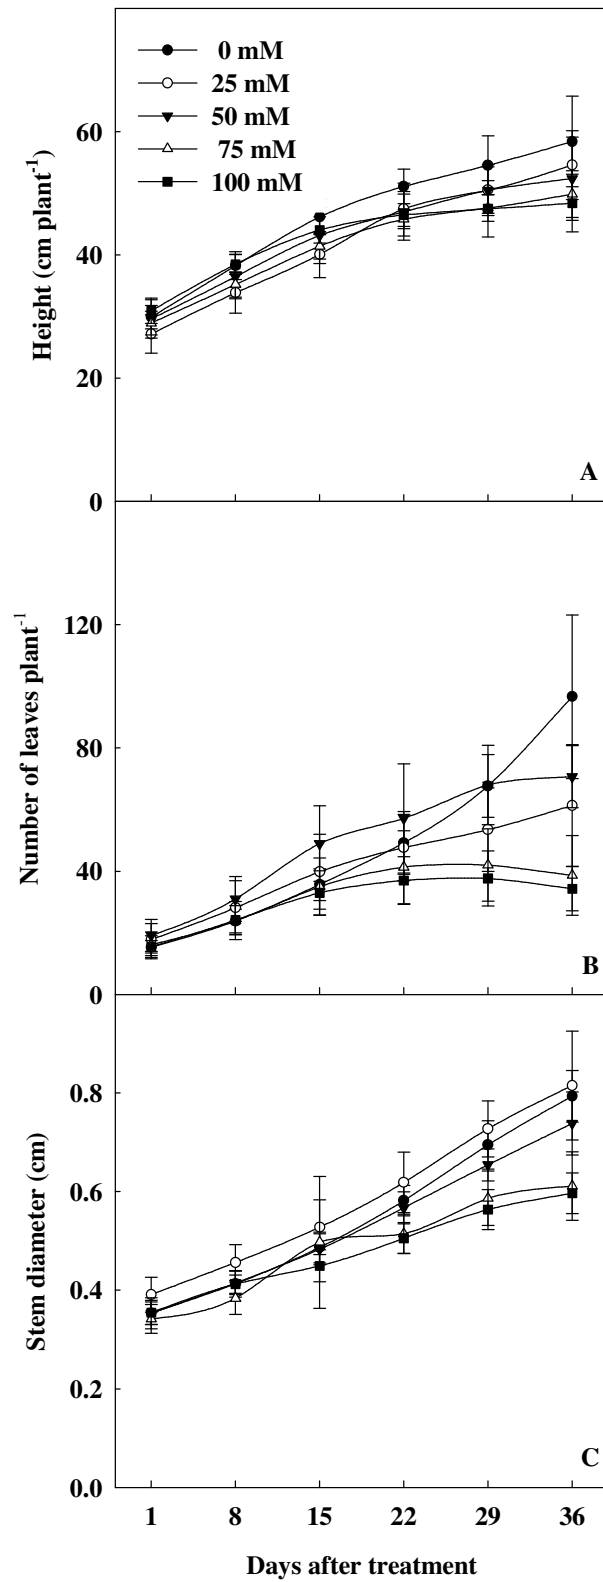 0 mM
25 mM
50 mM
75 mM
100 mM
Height (cm plant⁻¹)
60
40
20
0
A
Number of leaves plant⁻¹
120
80
40
0
B
Stem diameter (cm)
0.8
0.6
0.4
0.2
0.0
C
1 8 15 22 29 36
Days after treatment